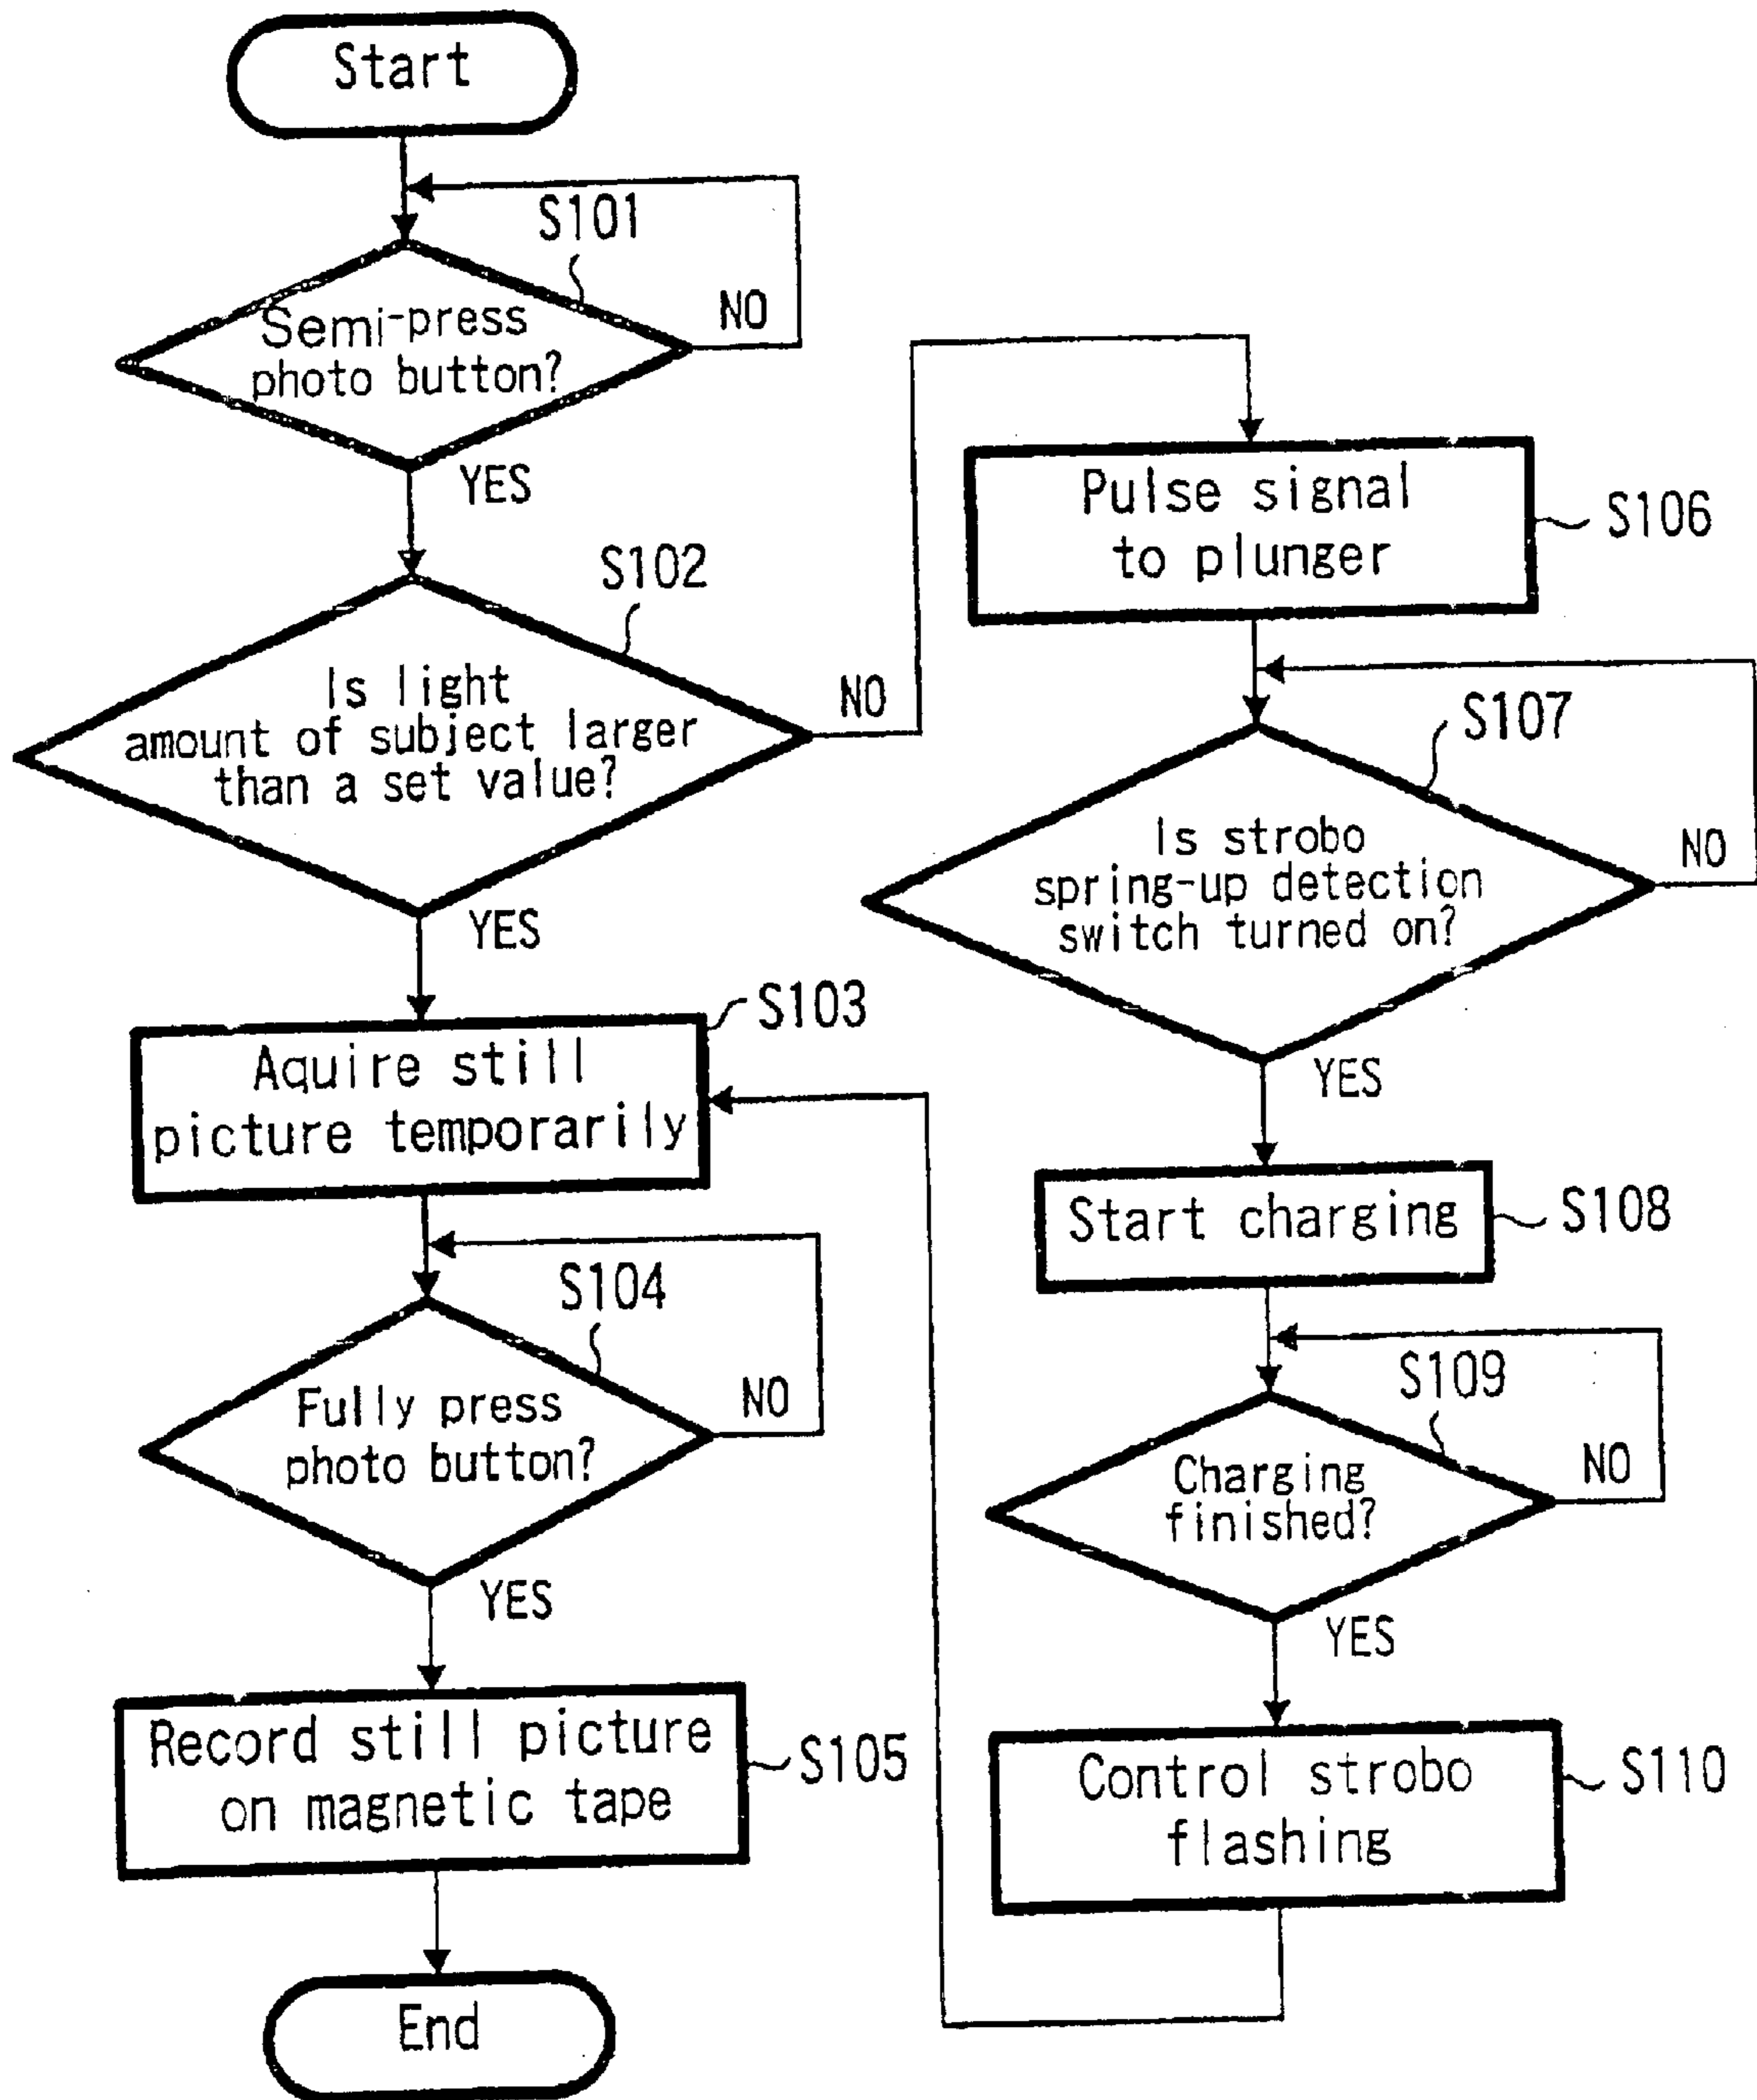 Start
S101
Semi-press
photo button?
NO
YES
S102
Is light
amount of subject larger
than a set value?
NO
YES
S103
Aquire still
picture temporarily
S104
Fully press
photo button?
NO
YES
Record still picture
on magnetic tape
S105
End
Pulse signal
to plunger
S106
S107
Is strobo
spring-up detection
switch turned on?
NO
YES
Start charging
S108
S109
Charging
finished?
NO
YES
Control strobo
flashing
S110